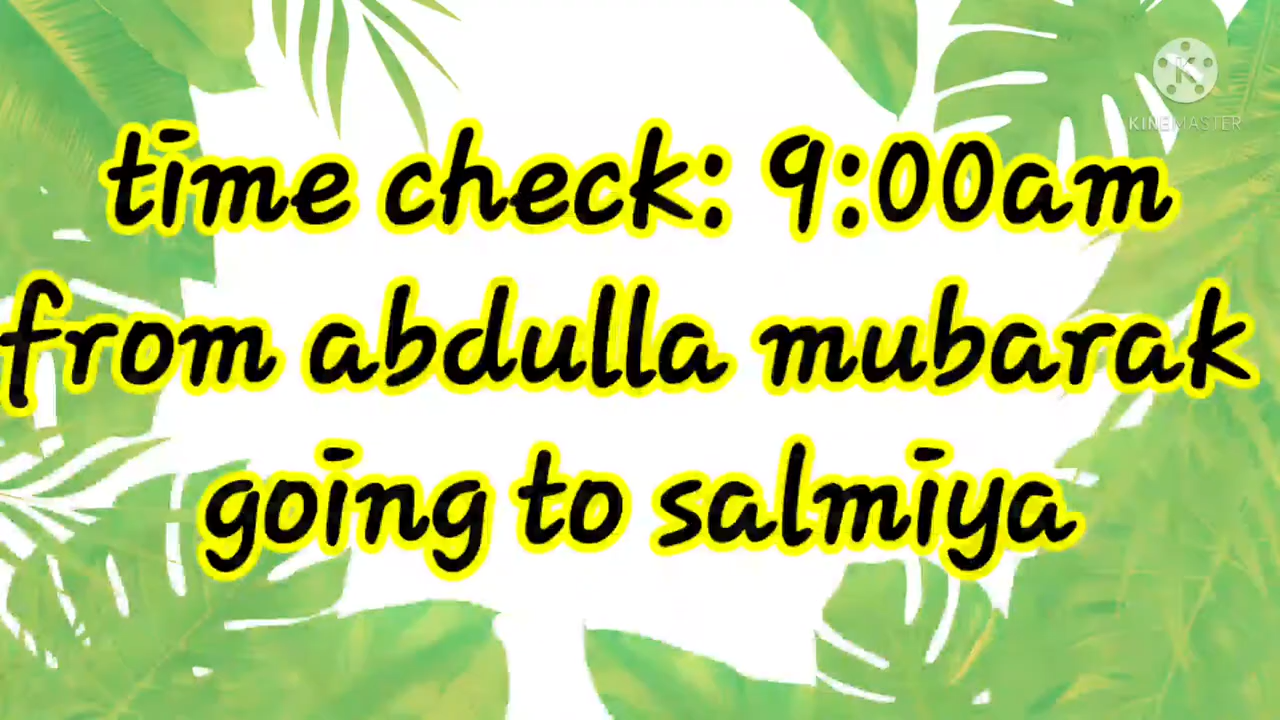 KINEMASTER
time check: 9:00am
from abdulla mubarak
going to salmiya